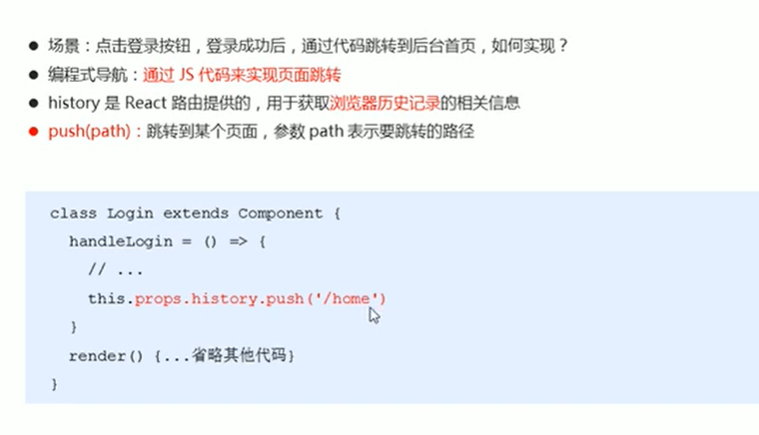 ● 场景：点击登录按钮，登录成功后，通过代码跳转到后台首页，如何实现？
● 编程式导航：通过 JS 代码来实现页面跳转
● history 是 React 路由提供的，用于获取浏览器历史记录的相关信息
● push(path)：跳转到某个页面，参数 path 表示要跳转的路径
class Login extends Component {
handleLogin = () => {
// ...
this.props.history.push('/home')
}
render() {...省略其他代码}
}